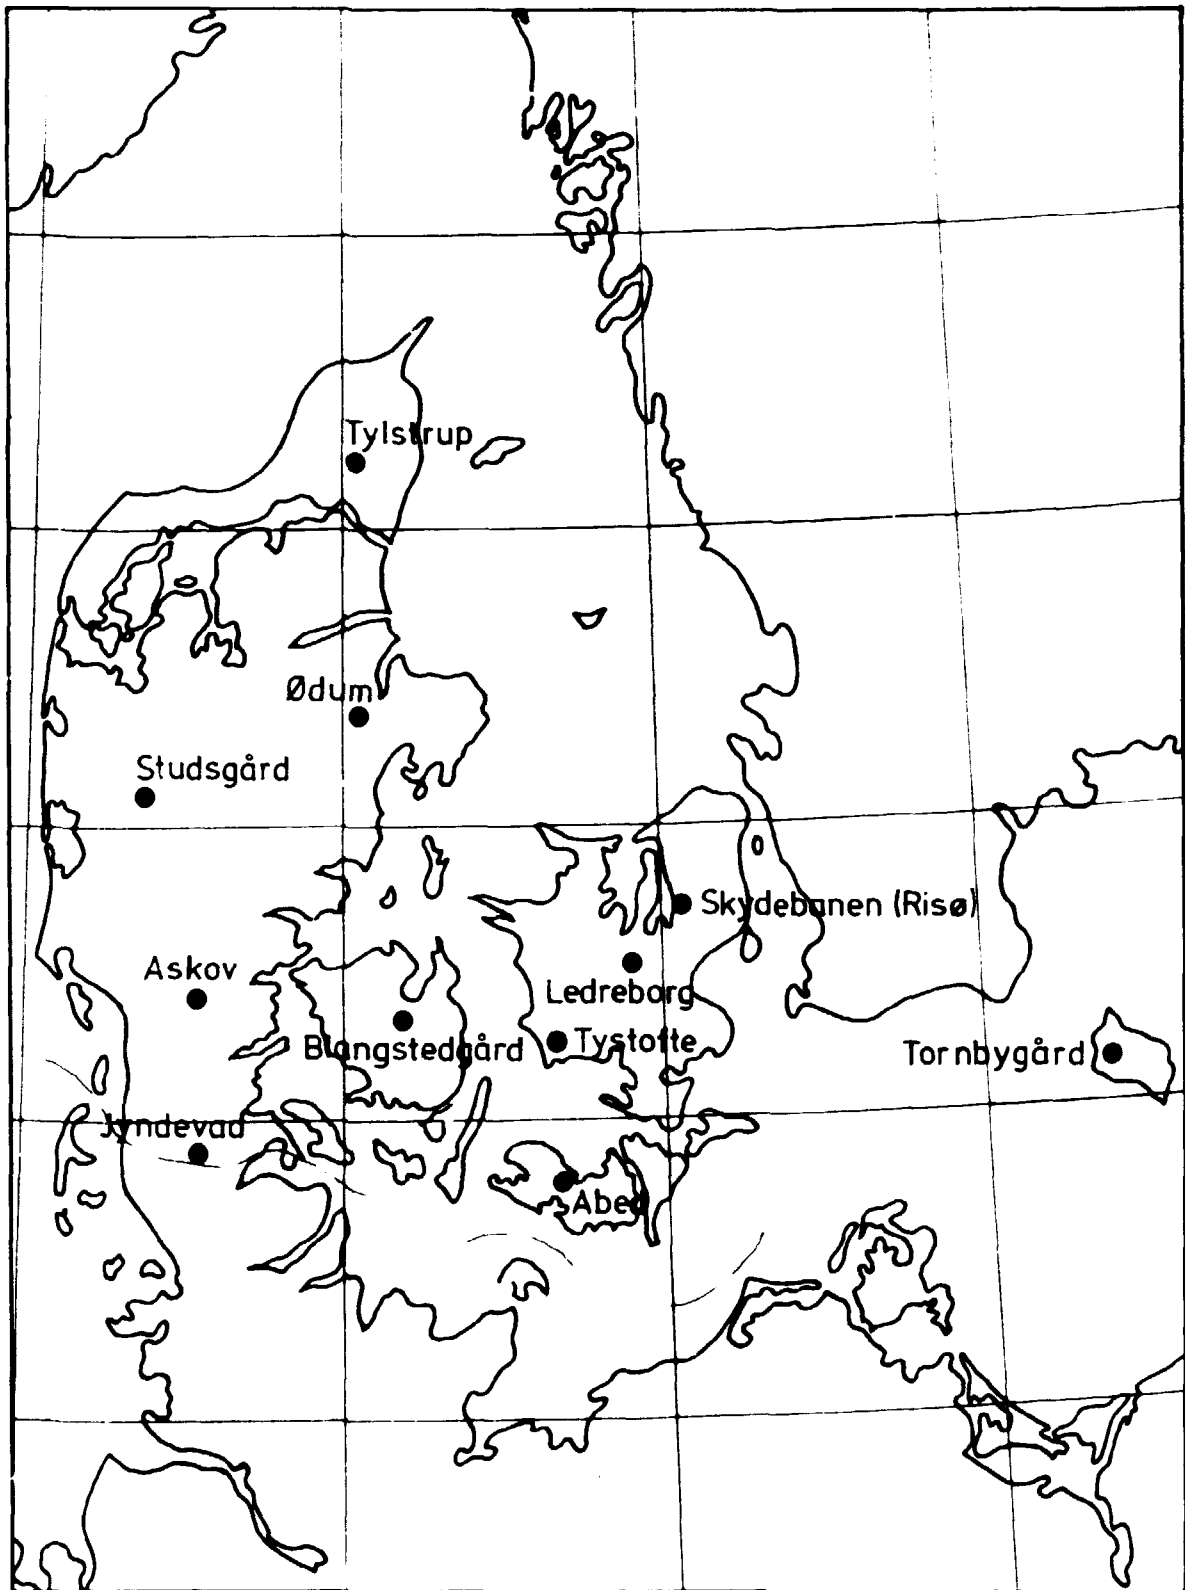 Tylstrup
Ødum
Studsgård
Skydebanen (Risø)
Askov
Ledreborg
Blangstedgård
Tystofte
Tornbygård
Jyndevad
Abed